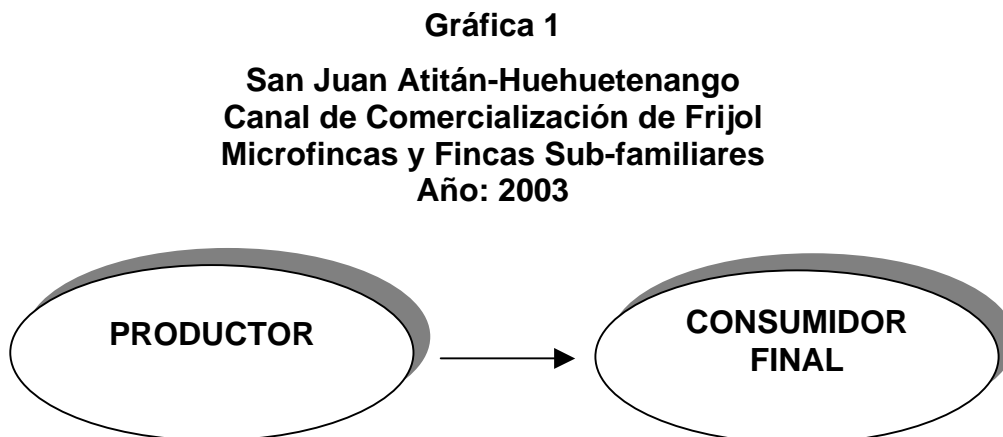 Gráfica 1
San Juan Atitán-Huehuetenango
Canal de Comercialización de Frijol
Microfincas y Fincas Sub-familiares
Año: 2003
PRODUCTOR
CONSUMIDOR
FINAL